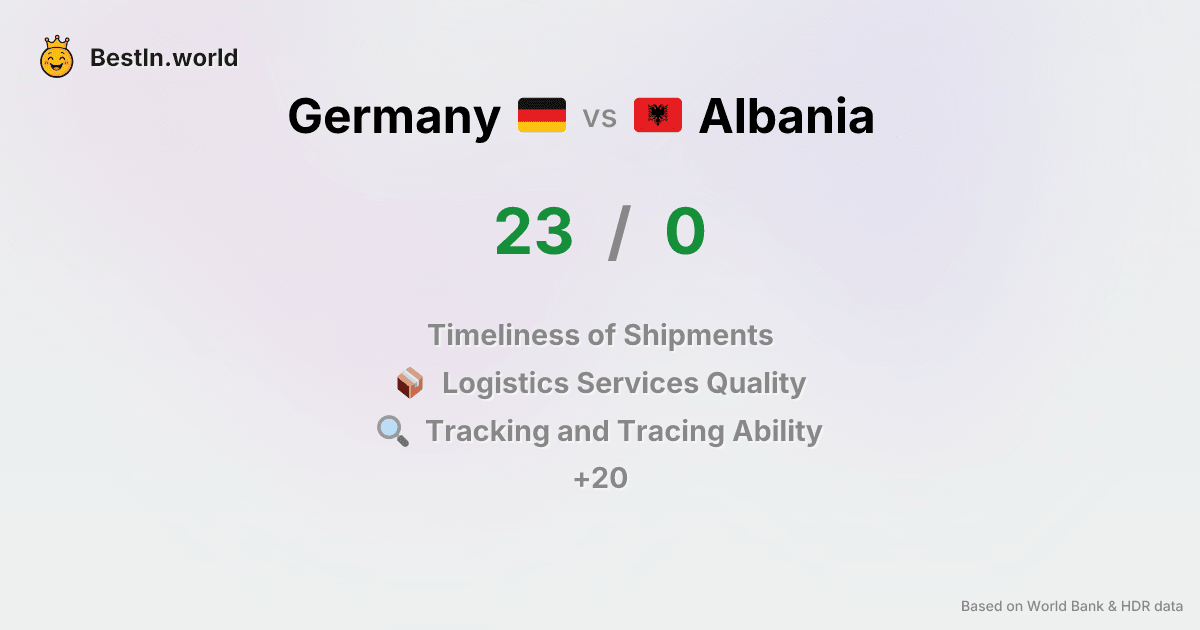 BestIn.world
Germany vs Albania
23 / 0
Timeliness of Shipments
Logistics Services Quality
Tracking and Tracing Ability
+20
Based on World Bank & HDR data